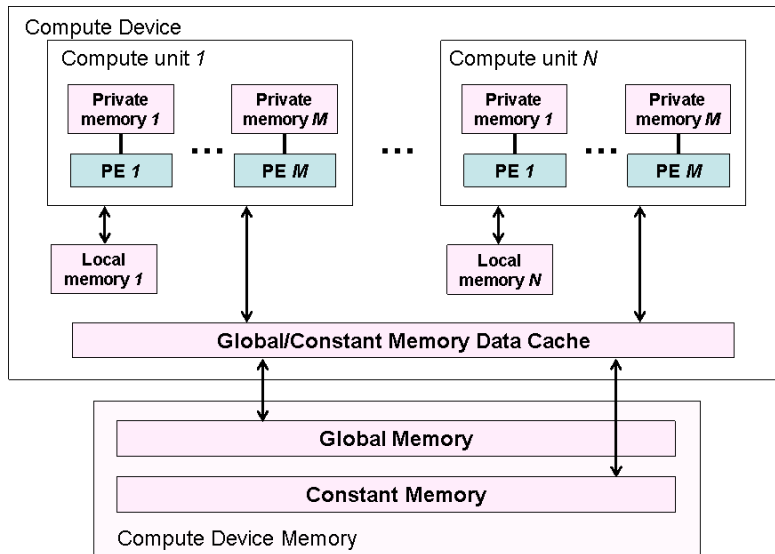 Compute Device
Compute unit 1
Compute unit N
Private
memory 1
Private
memory M
Private
memory 1
Private
memory M
...
...
...
PE 1
PE M
PE 1
PE M
Local
memory 1
Local
memory N
Global/Constant Memory Data Cache
Global Memory
Constant Memory
Compute Device Memory